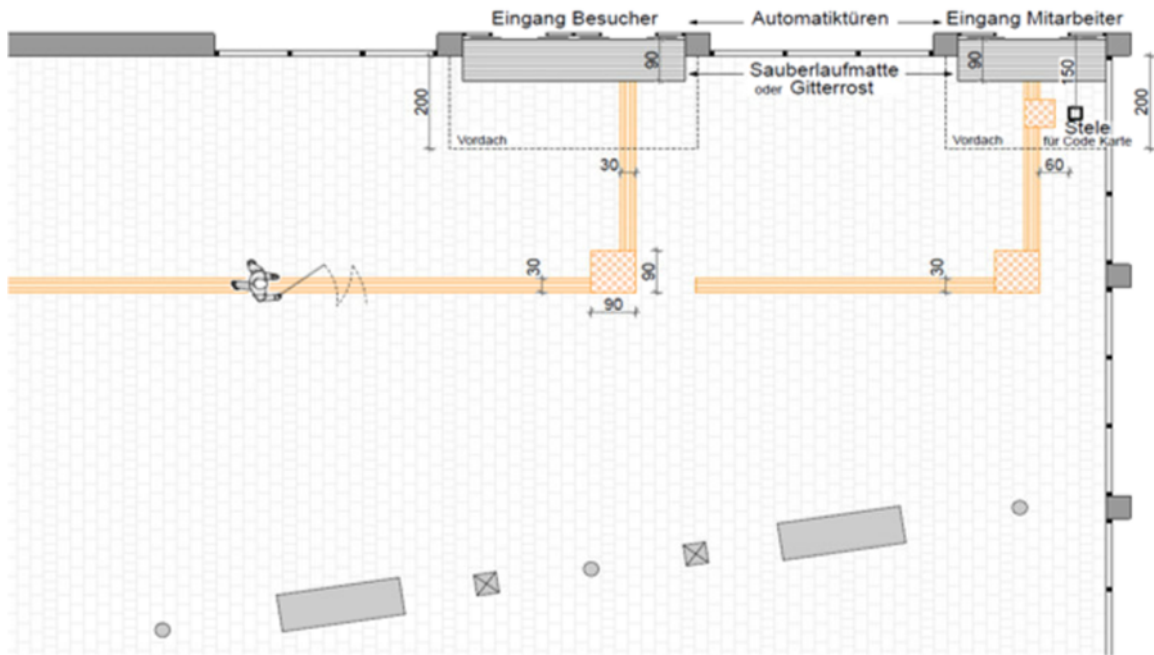 Eingang Besucher
Automatiktüren
Eingang Mitarbeiter
90
90
150
Sauberlaufmatte
oder Gitterrost
200
200
Stele
für Code Karte
Vordach
Vordach
30
60
30
90
30
90